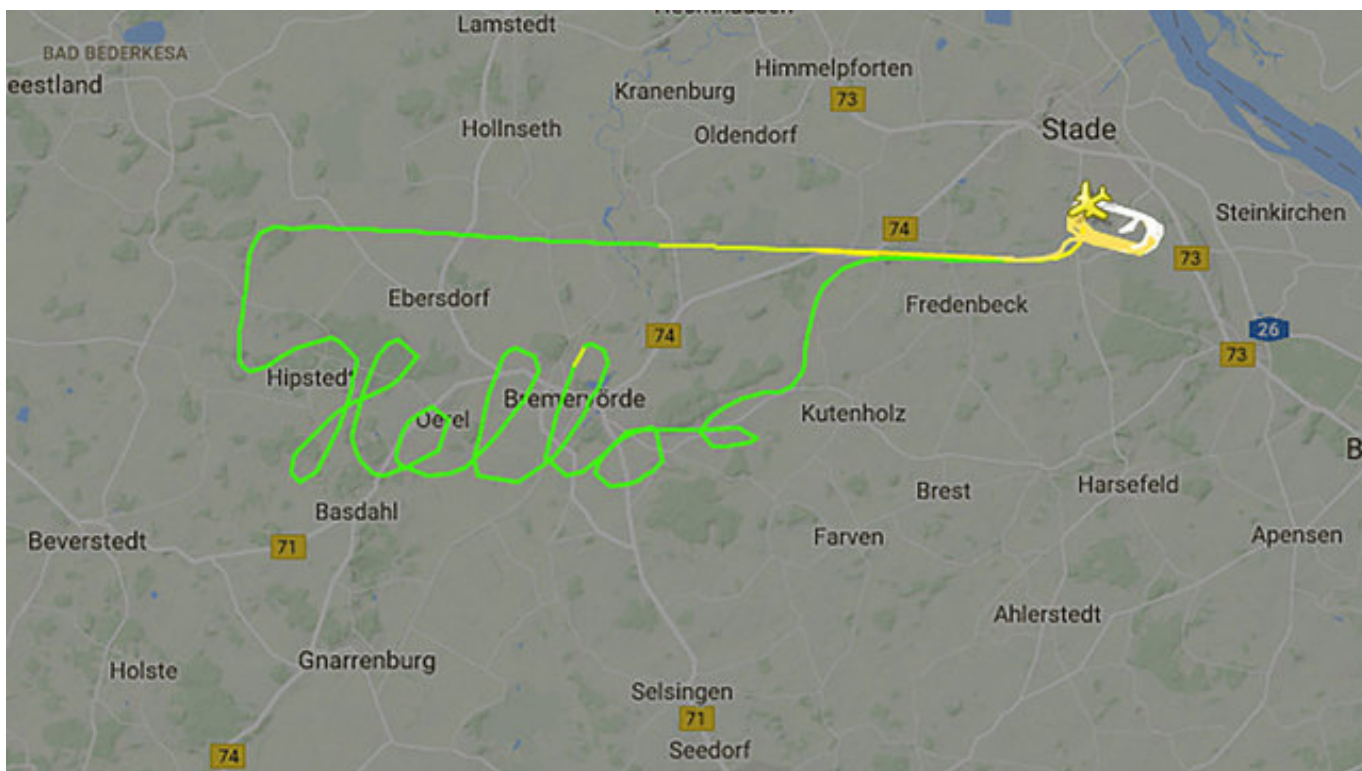 Lamstedt
BAD BEDERKESA
Himmelpforten
eestland
Kranenburg
73
Hollnseth
Oldendorf
Stade
Steinkirchen
74
73
Ebersdorf
Fredenbeck
74
26
73
Hipsted
Hello
Bremervörde
Oerel
Kutenholz
B
Harsefeld
Brest
Basdahl
Beverstedt
71
Farven
Apensen
Ahlerstedt
Holste
Gnarrenburg
Selsingen
71
Seedorf
74